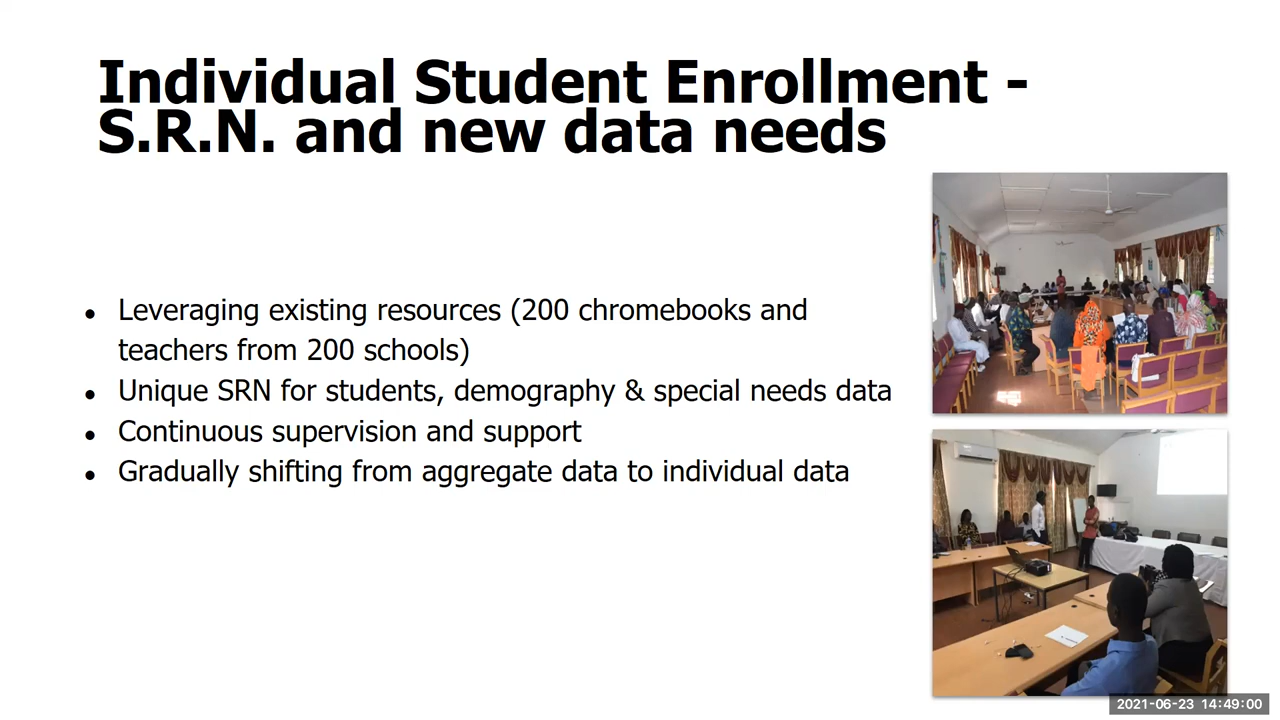 Individual Student Enrollment -
S.R.N. and new data needs
● Leveraging existing resources (200 chromebooks and
teachers from 200 schools)
● Unique SRN for students, demography & special needs data
● Continuous supervision and support
● Gradually shifting from aggregate data to individual data
2021-06-23 14:49:00